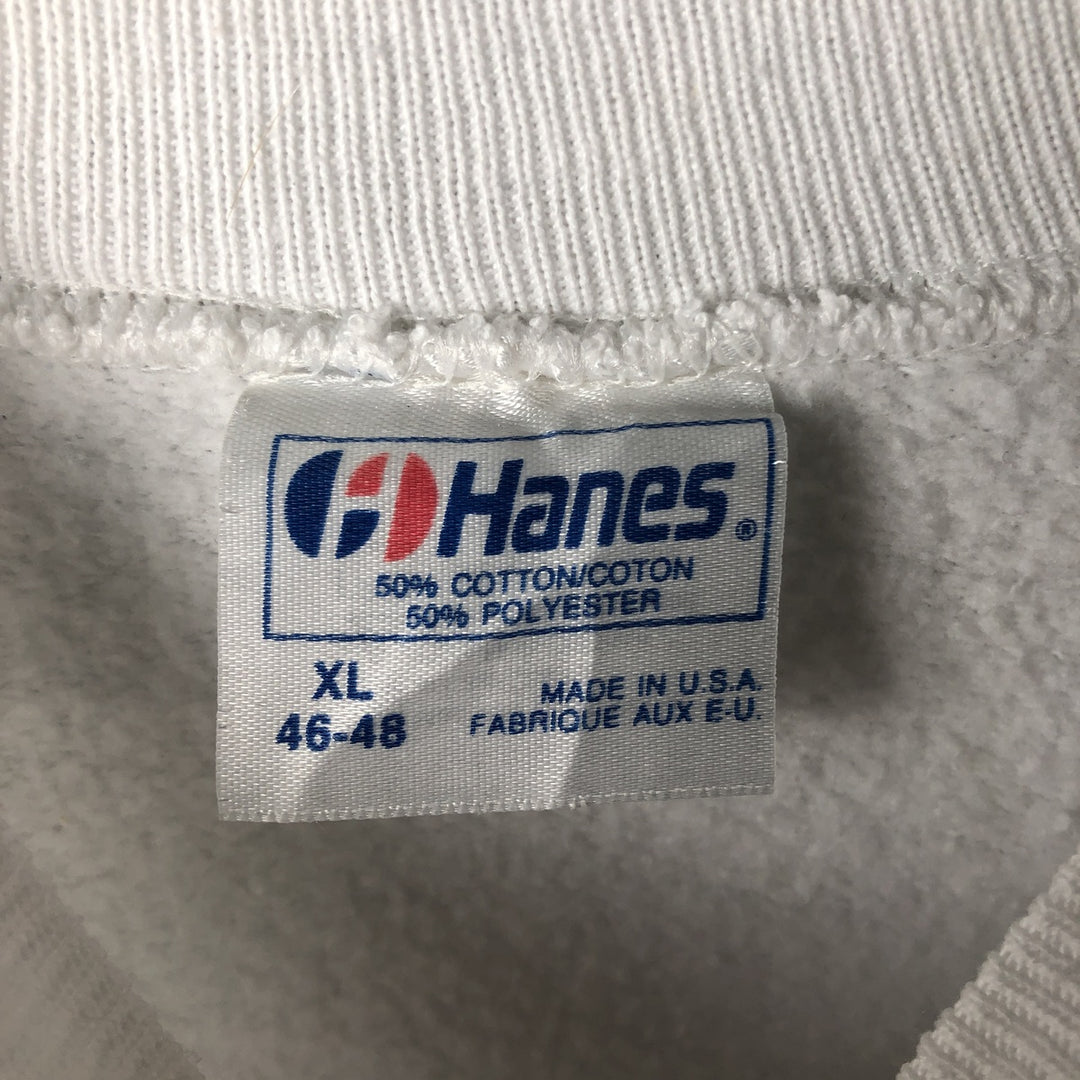 Hanes®
50% COTTON/COTON
50% POLYESTER
XL
46-48
MADE IN U.S.A.
FABRIQUE AUX E-U.